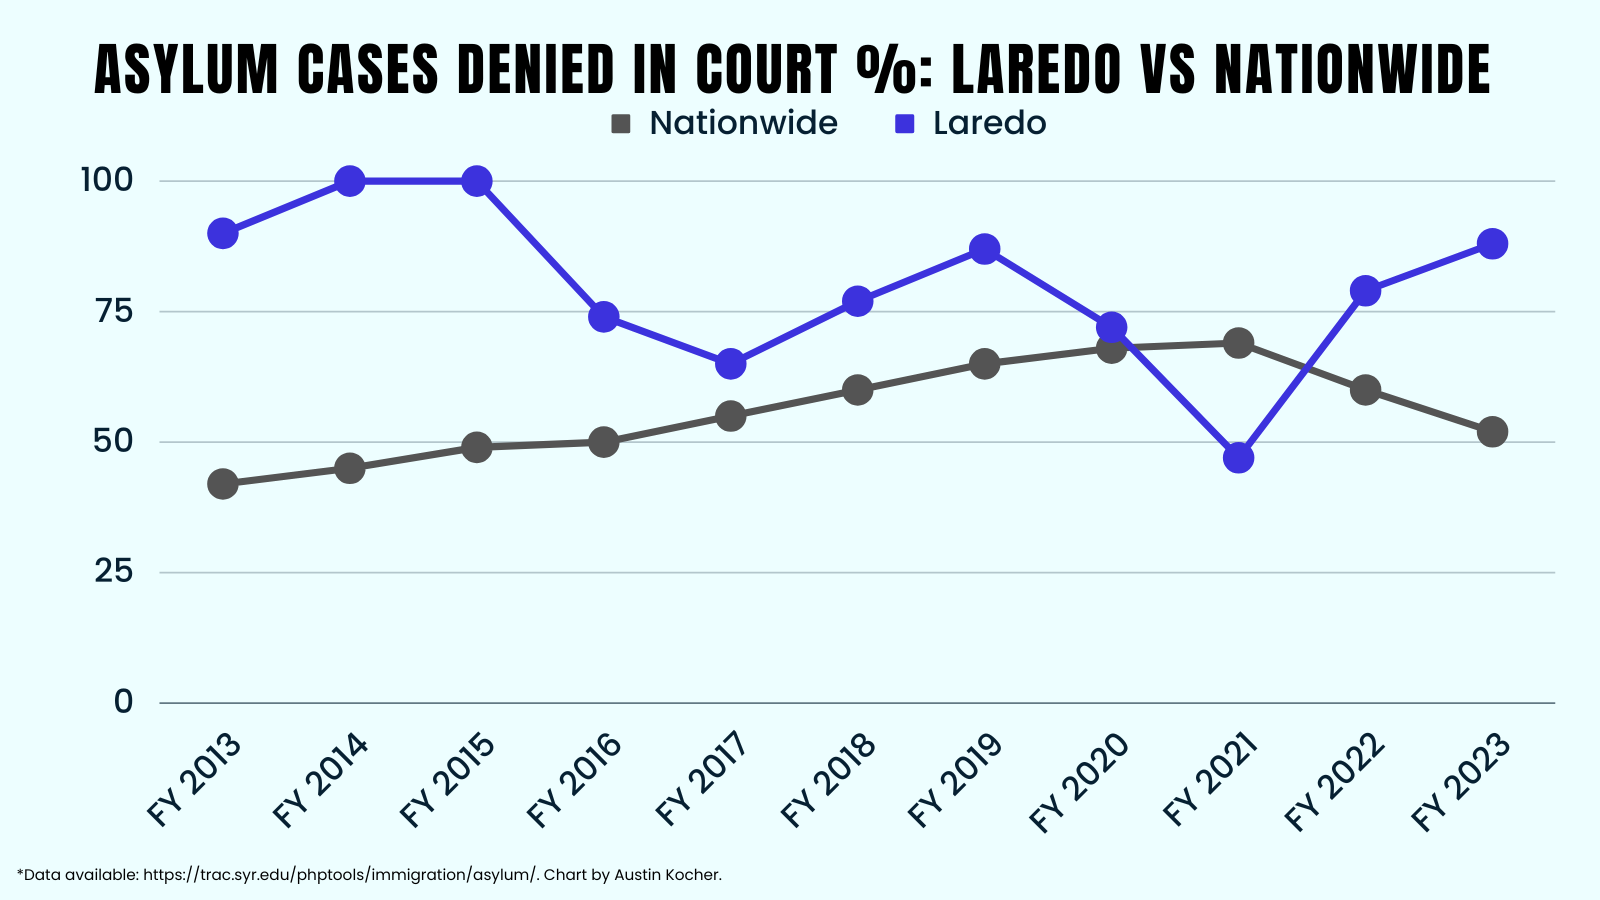 ASYLUM CASES DENIED IN COURT %: LAREDO VS NATIONWIDE
Nationwide Laredo
100
75
50
25
0
FY 2013 FY 2014 FY 2015 FY 2016 FY 2017 FY 2018 FY 2019 FY 2020 FY 2021 FY 2022 FY 2023
*Data available: https://trac.syr.edu/phptools/immigration/asylum/. Chart by Austin Kocher.